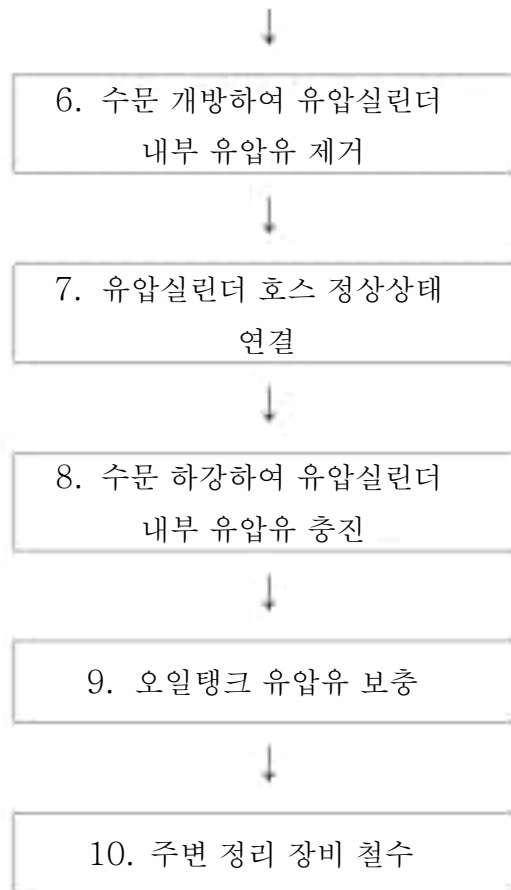 6. 수문 개방하여 유압실린더
내부 유압유 제거
7. 유압실린더 호스 정상상태
연결
8. 수문 하강하여 유압실린더
내부 유압유 충진
9. 오일탱크 유압유 보충
10. 주변 정리 장비 철수